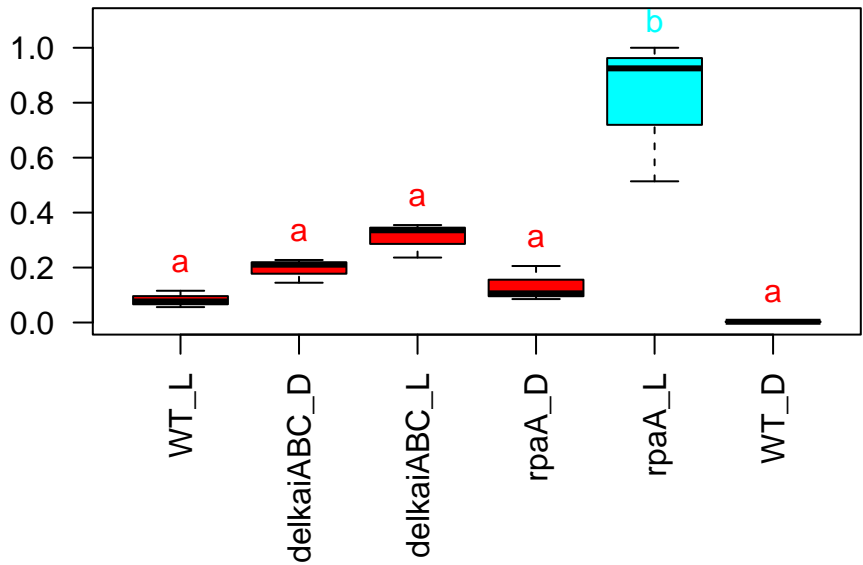 b
1.0
0.8
0.6
0.4
0.2
0.0
a
a
a
a
a
WT_L
delkaiABC_D
delkaiABC_L
rpaA_D
rpaA_L
WT_D